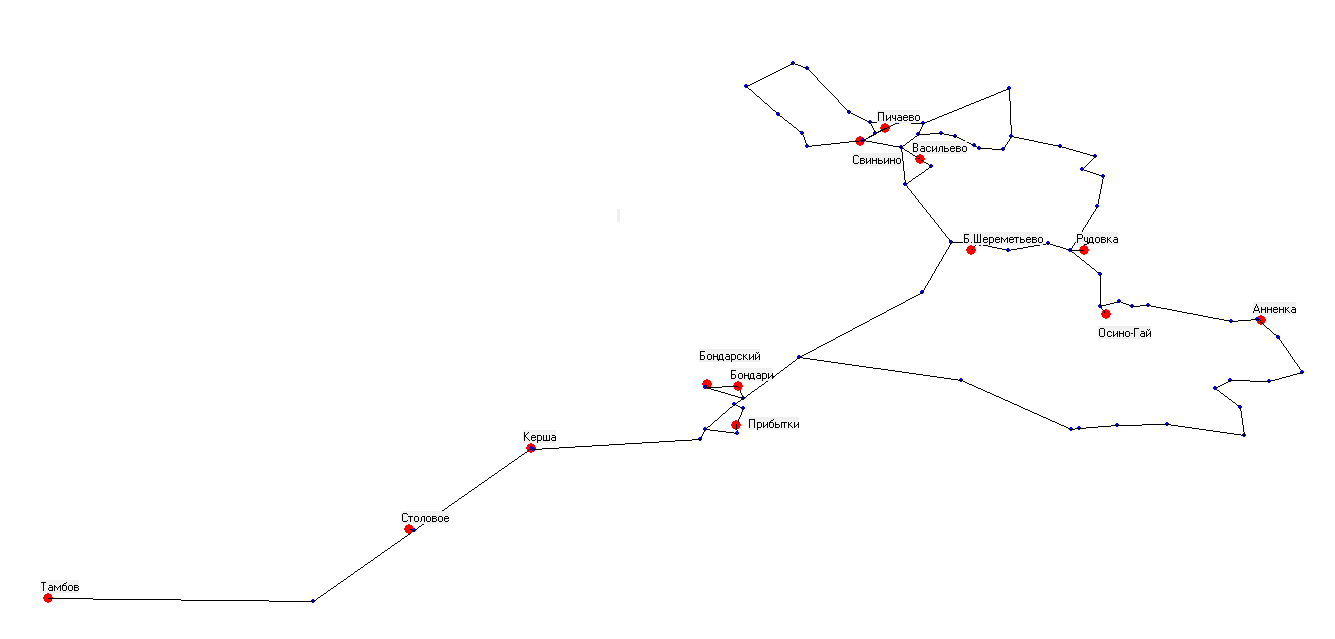 Пичаево
Васильево
Свиньино
Б.Шереметьево
Рудовка
Анненка
Осино-Гай
Бондарский
Бондари
Прибытки
Керша
Столовое
Тамбов